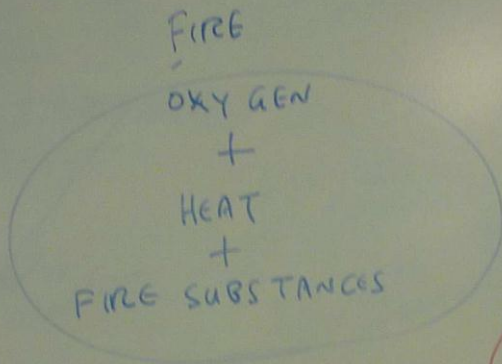 FIRE
OXYGEN
+
HEAT
+
FIRE SUBSTANCES